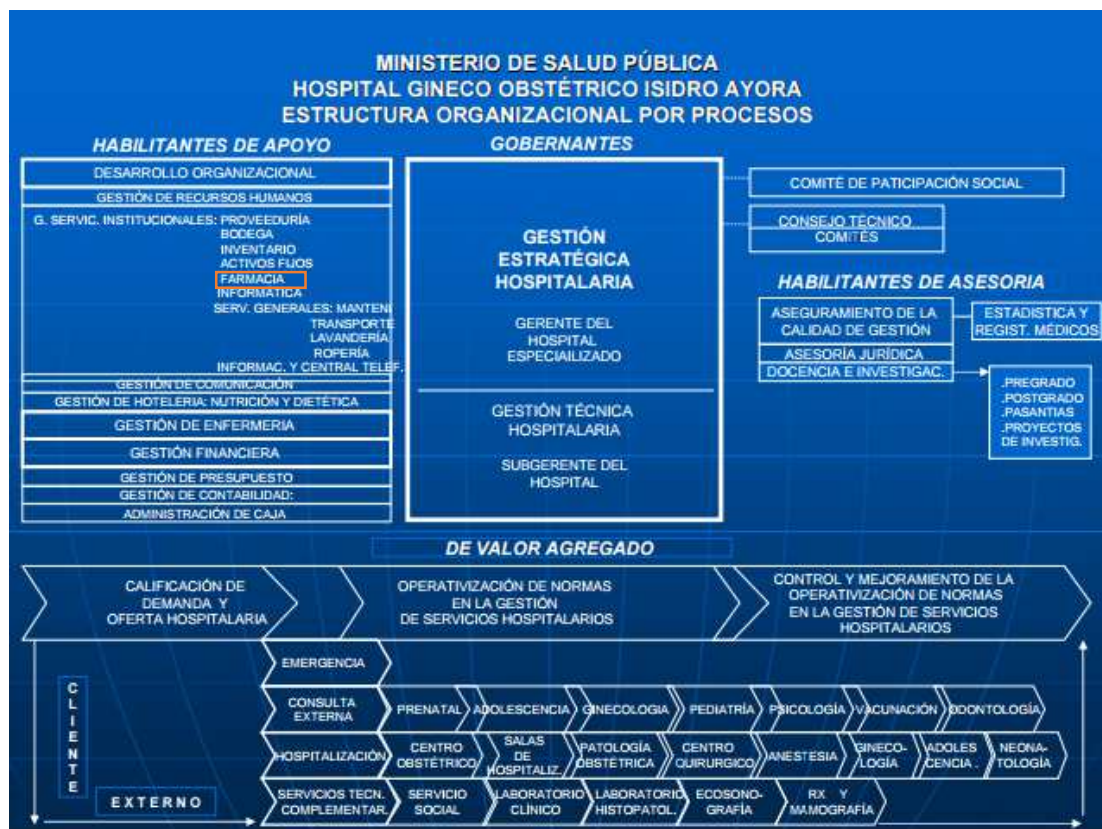 MINISTERIO DE SALUD PÚBLICA
HOSPITAL GINECO OBSTÉTRICO ISIDRO AYORA
ESTRUCTURA ORGANIZACIONAL POR PROCESOS
HABILITANTES DE APOYO
DESARROLLO ORGANIZACIONAL
GESTIÓN DE RECURSOS HUMANOS
G. SERVIC. INSTITUCIONALES: PROVEEDURÍA
BODEGA
INVENTARIO
ACTIVOS FIJOS
FARMACIA
INFORMATICA
SERV. GENERALES: MANTENI
TRANSPORTE
LAVANDERÍA
ROPERÍA
INFORMAC. Y CENTRAL TELEF.
GESTIÓN DE COMUNICACIÓN
GESTIÓN DE HOTELERIA: NUTRICIÓN Y DIETÉTICA
GESTIÓN DE ENFERMERIA
GESTIÓN FINANCIERA
GESTIÓN DE PRESUPUESTO
GESTIÓN DE CONTABILIDAD:
ADMINISTRACIÓN DE CAJA
GOBERNANTES
GESTIÓN
ESTRATÉGICA
HOSPITALARIA
GERENTE DEL
HOSPITAL
ESPECIAILIZADO
GESTIÓN TÉCNICA
HOSPITALARIA
SUBGERENTE DEL
HOSPITAL
COMITÉ DE PATICIPACIÓN SOCIAL
CONSEJO TÉCNICO
COMITÉS
HABILITANTES DE ASESORIA
ASEGURAMIENTO DE LA
CALIDAD DE GESTIÓN
ESTADISTICA Y
REGIST. MÉDICOS
ASESORÍA JURÍDICA
DOCENCIA E INVESTIGAC.
.PREGRADO
.POSTGRADO
.PASANTIAS
.PROYECTOS
DE INVESTIG.
DE VALOR AGREGADO
CALIFICACIÓN DE
DEMANDA Y
OFERTA HOSPITALARIA
OPERATIVIZACIÓN DE NORMAS
EN LA GESTIÓN
DE SERVICIOS HOSPITALARIOS
CONTROL Y MEJORAMIENTO DE LA
OPERATIVIZACIÓN DE NORMAS
EN LA GESTIÓN DE SERVICIOS
HOSPITALARIOS
CLIENTE
EXTERNO
EMERGENCIA
CONSULTA
EXTERNA
PRENATAL
ADOLESCENCIA
GINECOLOGIA
PEDIATRÍA
PSICOLOGÍA
VACUNACIÓN
ODONTOLOGÍA
HOSPITALIZACIÓN
CENTRO
OBSTÉTRICO
SALAS
DE
HOSPITALIZ.
PATOLOGÍA
OBSTÉTRICA
CENTRO
QUIRURGICO
ANESTESIA
GINECO-
LOGÍA
ADOLES
CENCIA .
NEONA-
TOLOGÍA
SERVICIOS TECN.
COMPLEMENTAR.
SERVICIO
SOCIAL
LABORATORIO
CLÍNICO
LABORATORIO
HISTOPATOL.
ECOSONO-
GRAFÍA
RX Y
MAMOGRAFÍA